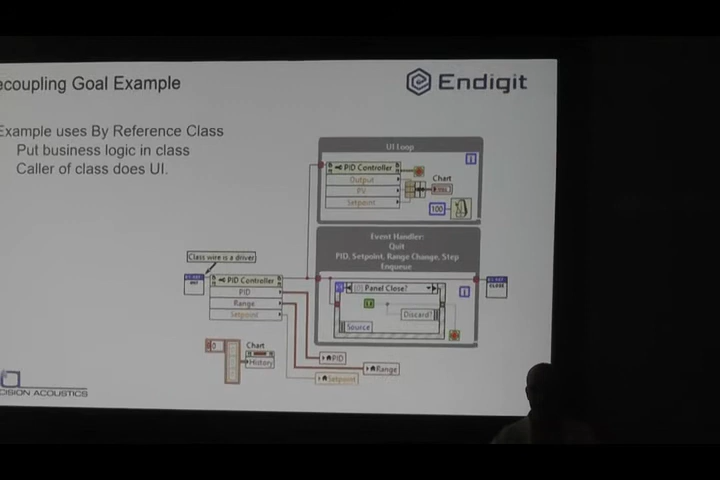 ecoupling Goal Example
Endigit
Example uses By Reference Class
Put business logic in class
Caller of class does UI.
UI Loop
PID Controller
Output
PV
Setpoint
Chart
100
i
Event Handler:
Quit
PID, Setpoint, Range Change, Step
Enqueue
Class wire is a driver
PID Controller
PID
Range
Setpoint
Panel Close?
i
CLOSE
Discard?
Source
Chart
History
0
PID
Range
Setpoint
CISION ACOUSTICS